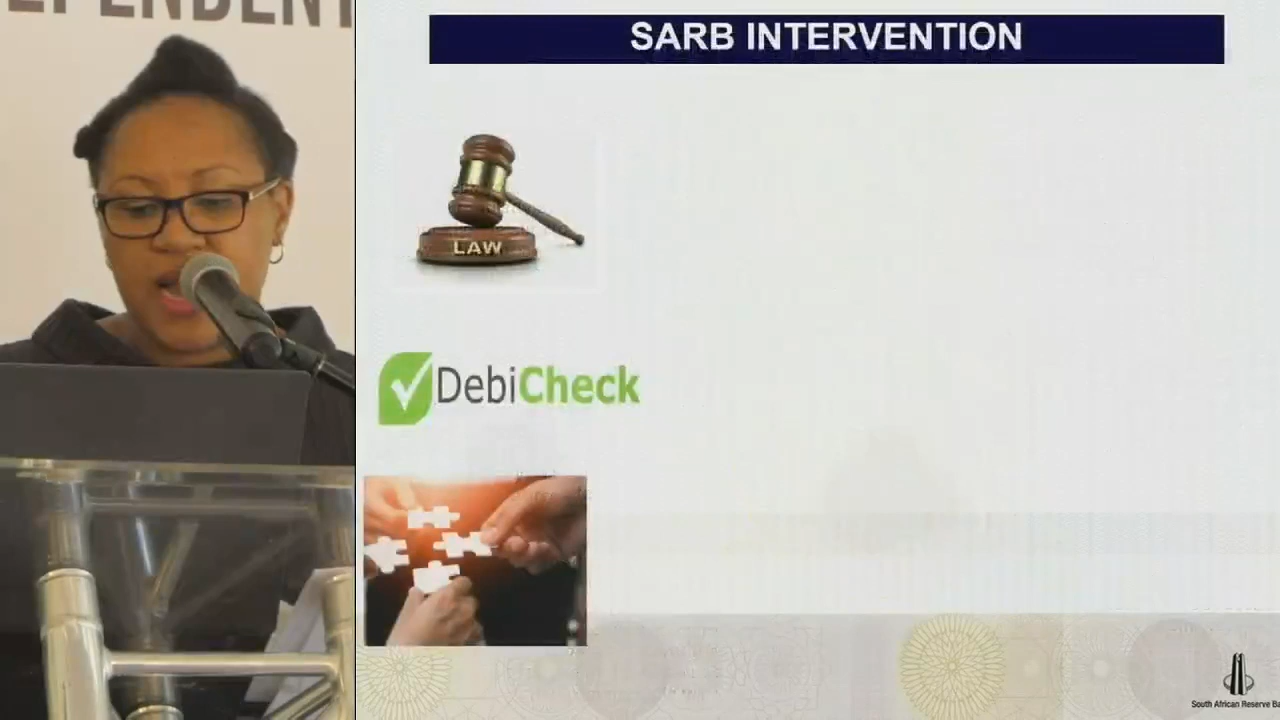 EPENDENT
SARB INTERVENTION
LAW
DebiCheck
South African Reserve Ba